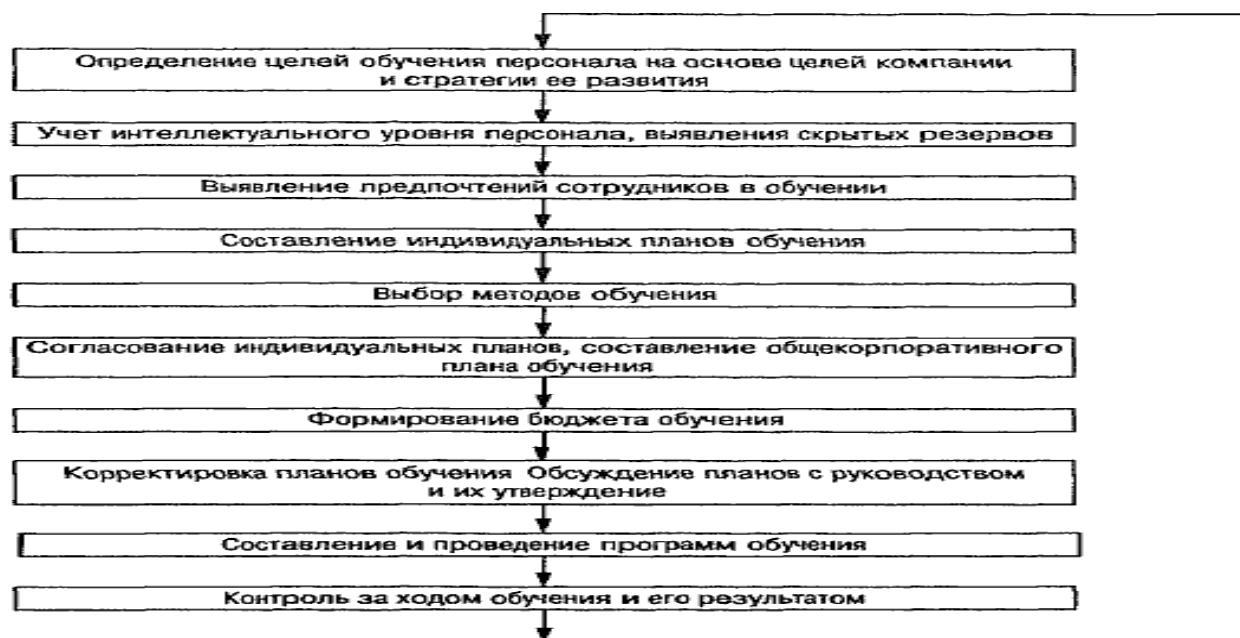 Определение целей обучения персонала на основе целей компании
и стратегии ее развития
Учет интеллектуального уровня персонала, выявления скрытых резервов
Выявление предпочтений сотрудников в обучении
Составление индивидуальных планов обучения
Выбор методов обучения
Согласование индивидуальных планов, составление общекорпоративного
плана обучения
Формирование бюджета обучения
Корректировка планов обучения Обсуждение планов с руководством
и их утверждение
Составление и проведение программ обучения
Контроль за ходом обучения и его результатом